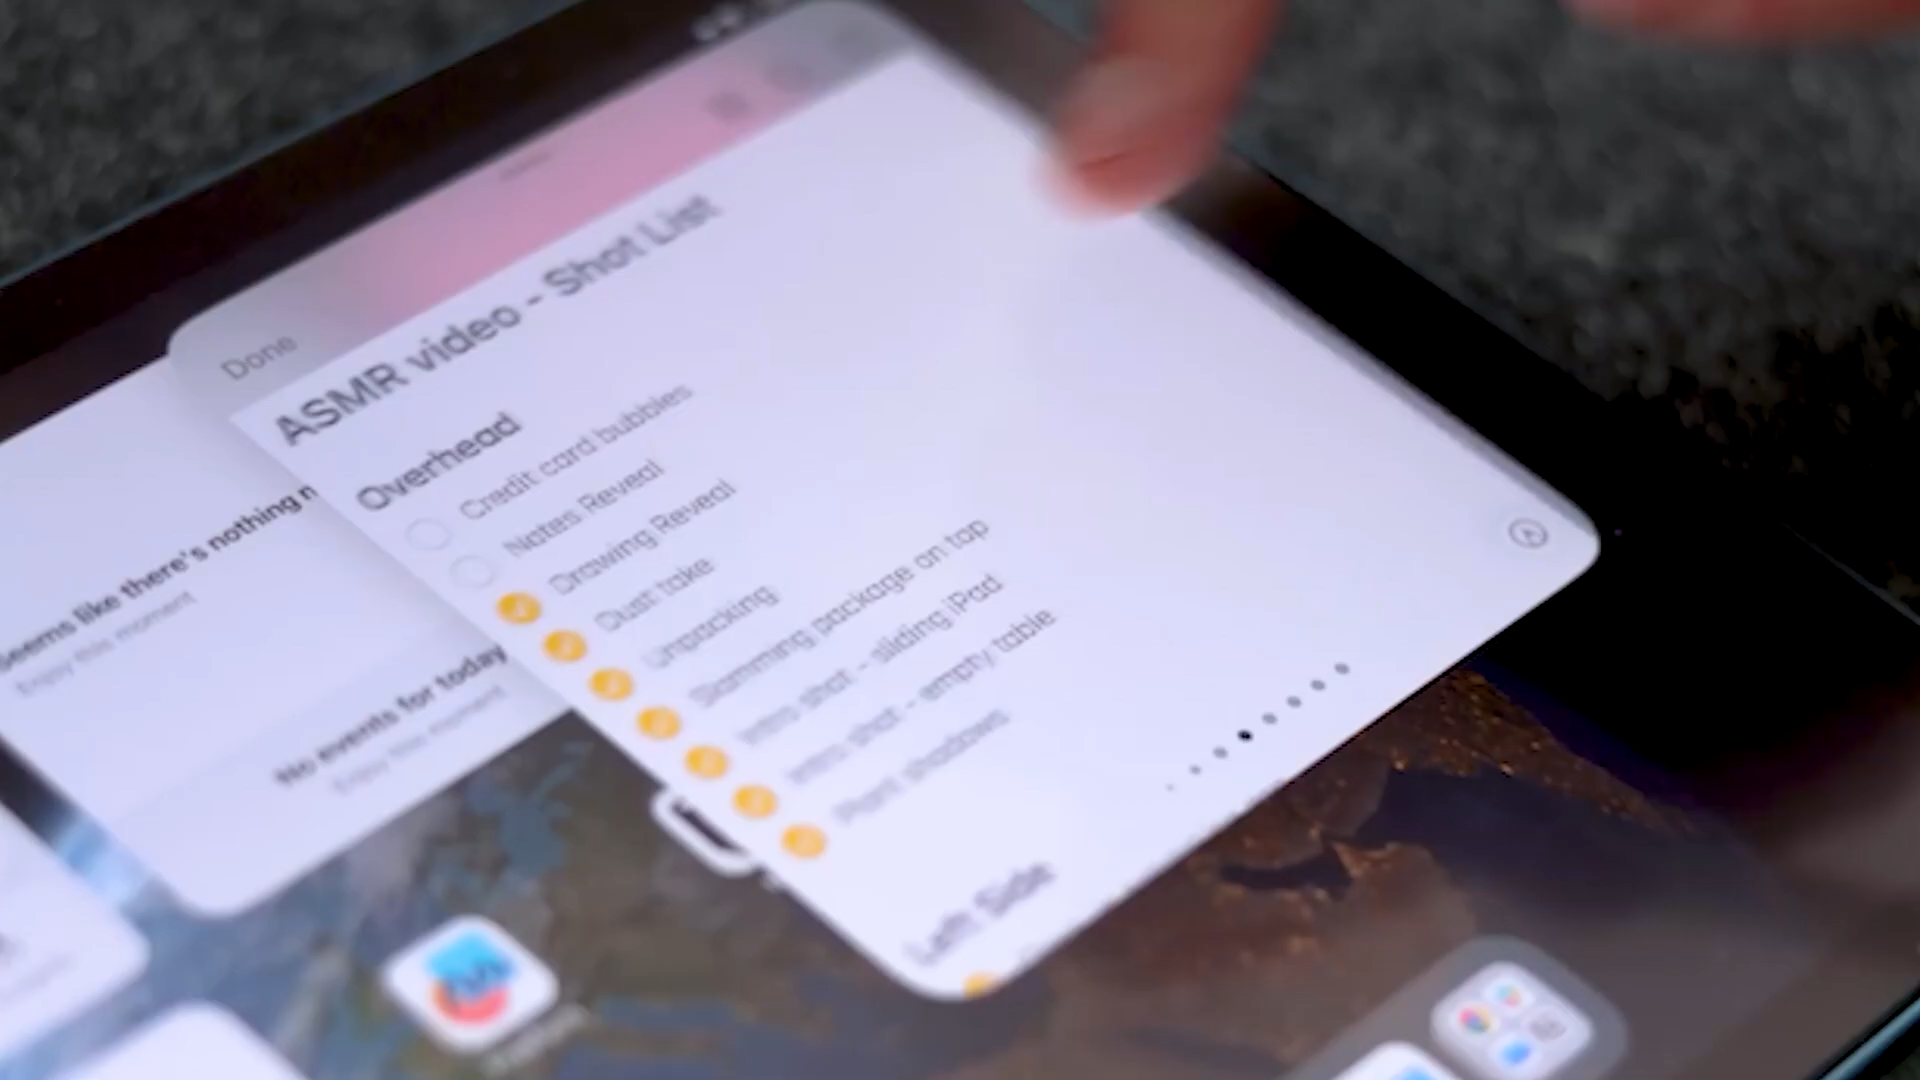 Done
ASMR video - Shot List
Overhead
Credit card bubbles
Notes Reveal
Drawing Reveal
Dust take
Unpacking
Slamming package on top
Intro shot - sliding iPad
Intro shot - empty table
Plant shadows
Left Side
Seems like there's nothing n
Enjoy this moment
No events for today
Enjoy this moment